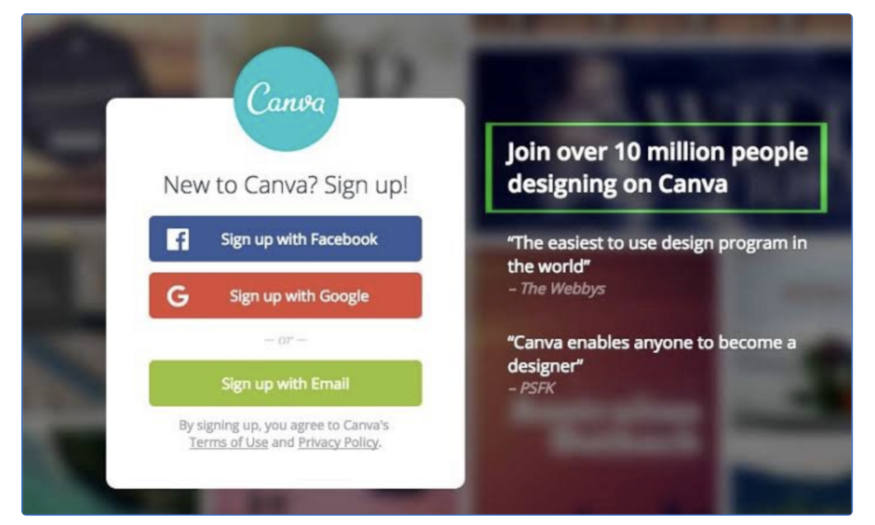 Canva
New to Canva? Sign up!
Sign up with Facebook
Sign up with Google
– or –
Sign up with Email
By signing up, you agree to Canva's
Terms of Use and Privacy Policy.
Join over 10 million people
designing on Canva
“The easiest to use design program in
the world”
– The Webbys
“Canva enables anyone to become a
designer”
– PSFK